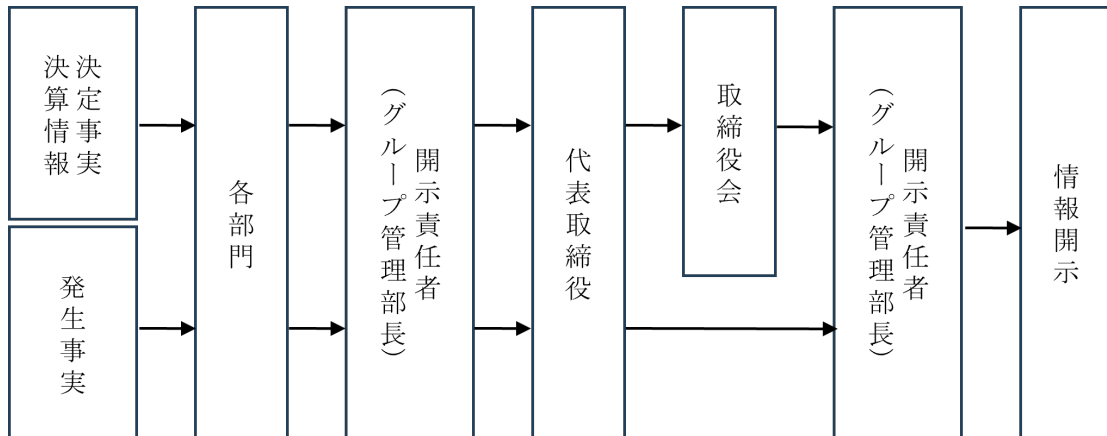 決定事実
決算情報
発生事実
各部門
開示責任者
（グループ管理部長）
代表取締役
取締役会
開示責任者
（グループ管理部長）
情報開示